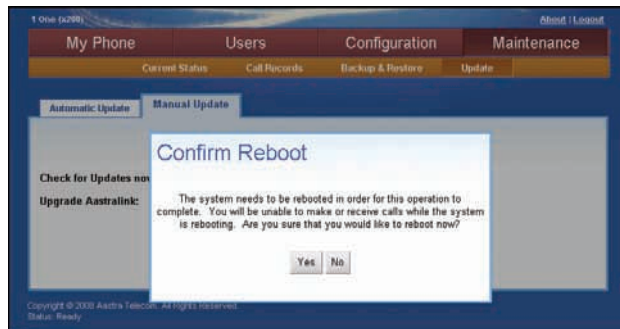 1 One (x200)
About | Logout
My Phone Users Configuration Maintenance
Current Status Call Records Backup & Restore Update
Automatic Update Manual Update
Confirm Reboot
Check for Updates now
The system needs to be rebooted in order for this operation to
Upgrade Aastralink:
complete. You will be unable to make or receive calls while the system
is rebooting. Are you sure that you would like to reboot now?
Yes No
Copyright © 2008 Aastra Telecom. All Rights Reserved.
Status: Ready